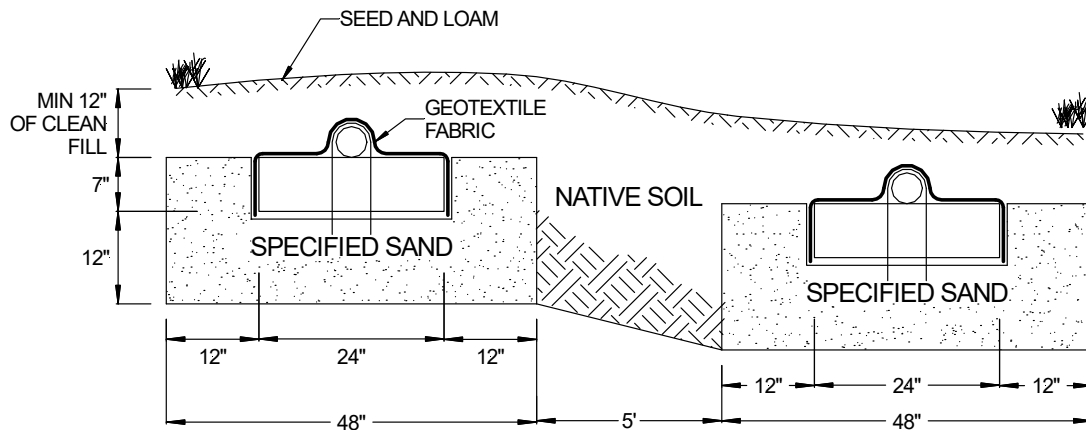 SEED AND LOAM
MIN 12"
OF CLEAN
FILL
GEOTEXTILE
FABRIC
7"
NATIVE SOIL
12"
SPECIFIED SAND
SPECIFIED SAND
12"
24"
12"
12"
24"
12"
48"
5'
48"